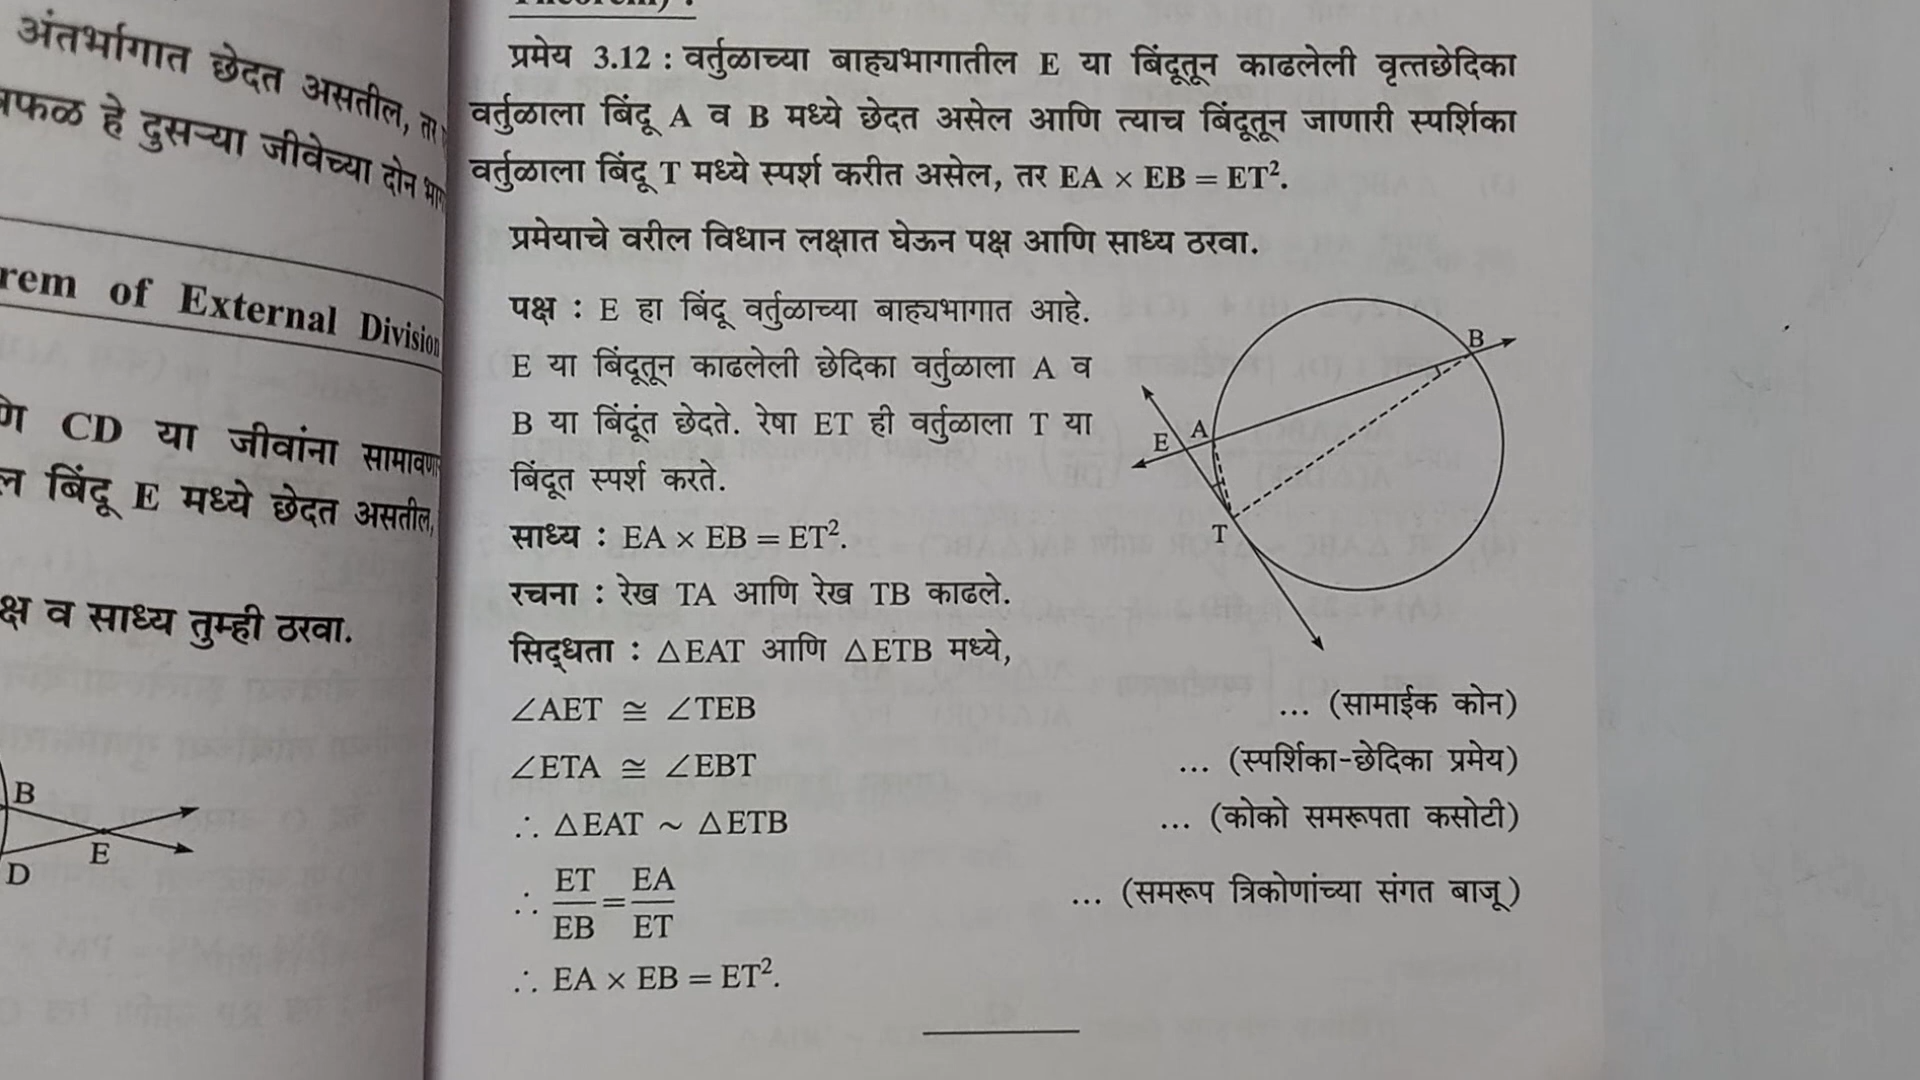 अंतर्भागात छेदत असतील, तर
हे दुसऱ्या जीवेच्या दोन
of External Division
CD या जीवांना
बिंदू E मध्ये छेदत असतील,
व साध्य तुम्ही ठरवा.
B
E
D
प्रमेय 3.12 : वर्तुळाच्या बाह्यभागातील E या बिंदूतून काढलेली वृत्तछेदिका
वर्तुळाला बिंदू A व B मध्ये छेदत असेल आणि त्याच बिंदूतून जाणारी स्पर्शिका
वर्तुळाला बिंदू T मध्ये स्पर्श करीत असेल, तर EA × EB = ET².
प्रमेयाचे वरील विधान लक्षात घेऊन पक्ष आणि साध्य ठरवा.
पक्ष : E हा बिंदू वर्तुळाच्या बाह्यभागात आहे.
E या बिंदूतून काढलेली छेदिका वर्तुळाला A व
B या बिंदूंत छेदते. रेषा ET ही वर्तुळाला T या
बिंदूत स्पर्श करते.
साध्य : EA × EB = ET².
रचना : रेख TA आणि रेख TB काढले.
सिद्धता : △EAT आणि △ETB मध्ये,
B
A
E
T
∠AET ≅ ∠TEB ... (सामाईक कोन)
∠ETA ≅ ∠EBT ... (स्पर्शिका-छेदिका प्रमेय)
∴ △EAT ~ △ETB ... (कोको समरूपता कसोटी)
∴ ET/EB = EA/ET ... (समरूप त्रिकोणांच्या संगत बाजू)
∴ EA × EB = ET².